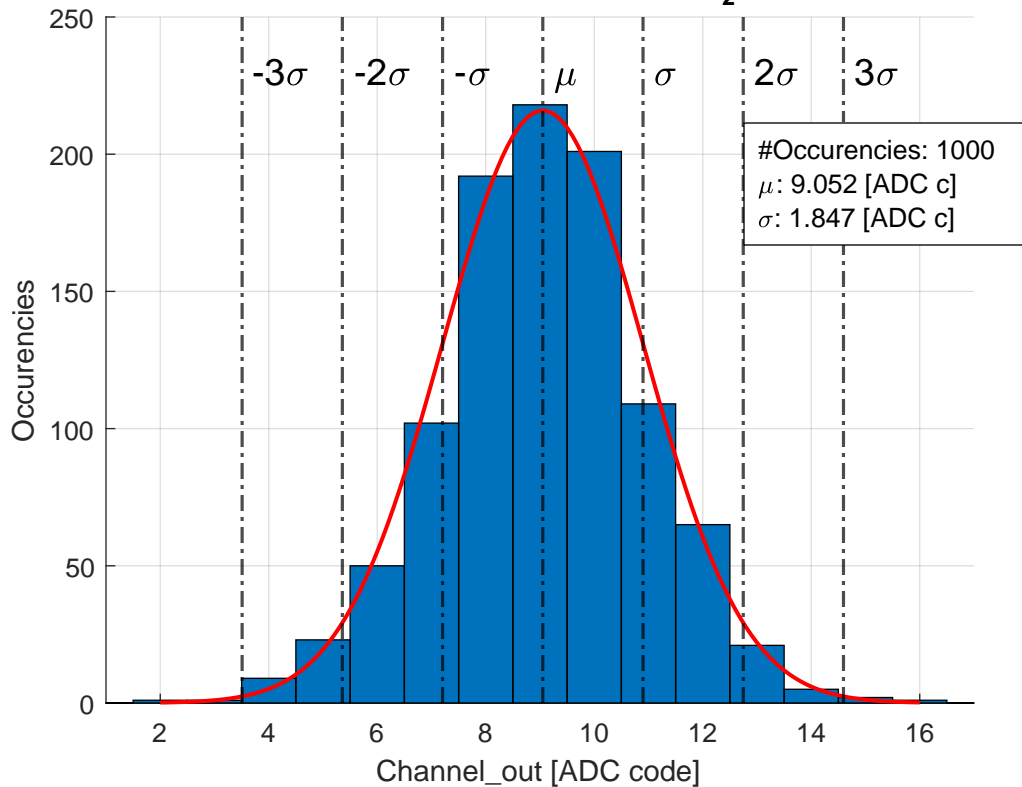 2
250
-3σ -2σ -σ μ σ 2σ 3σ
#Occurencies: 1000
μ: 9.052 [ADC c]
σ: 1.847 [ADC c]
200
150
100
50
0
Occurencies
2 4 6 8 10 12 14 16
Channel_out [ADC code]